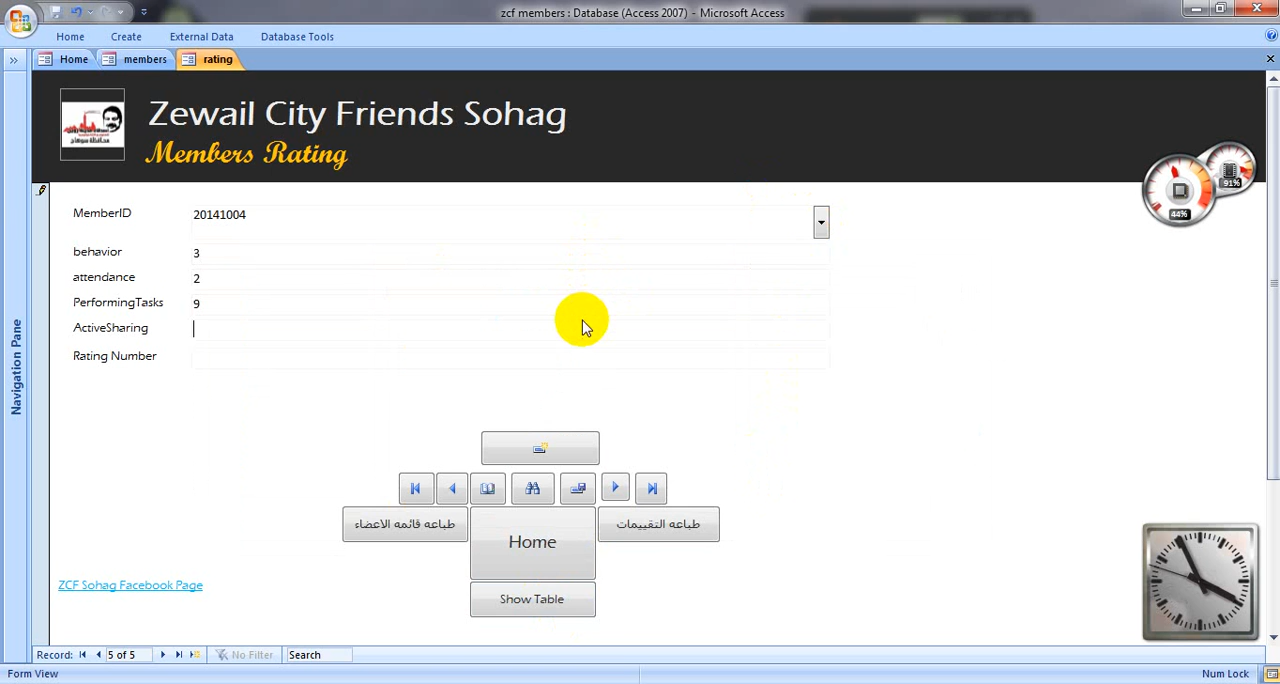 zcf members : Database (Access 2007) - Microsoft Access
Home Create External Data Database Tools
Home members rating
Zewail City Friends Sohag
Members Rating
91%
44%
MemberID 20141004
behavior 3
attendance 2
PerformingTasks 9
ActiveSharing
Rating Number
Navigation Pane
طباعه قائمه الاعضاء
Home
طباعه التقييمات
ZCF Sohag Facebook Page
Show Table
Record: 5 of 5 No Filter Search
Form View Num Lock